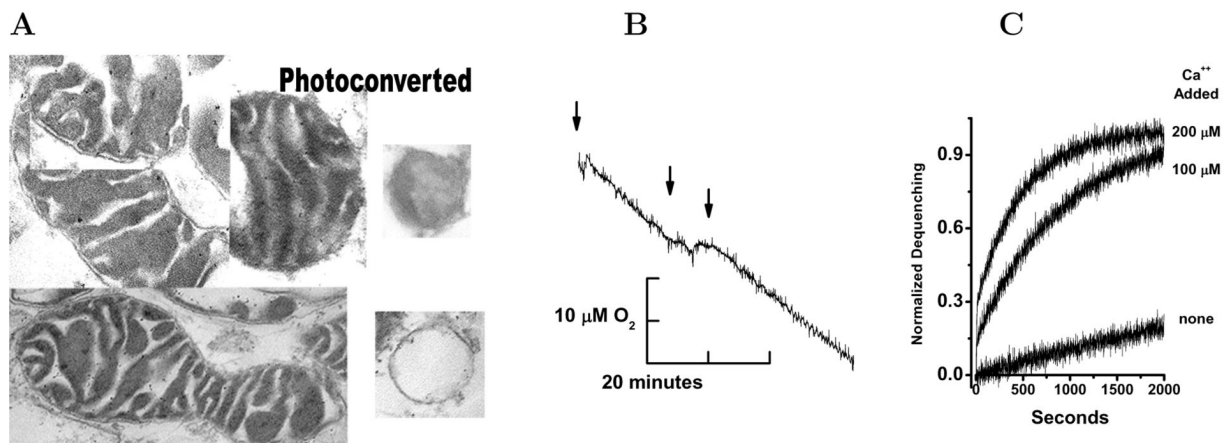 A
B
C
Photoconverted
10 μM O2
20 minutes
Ca++
Added
200 μM
100 μM
none
Normalized Dequenching
0.9
0.6
0.3
0.0
0
500
1000
1500
2000
Seconds